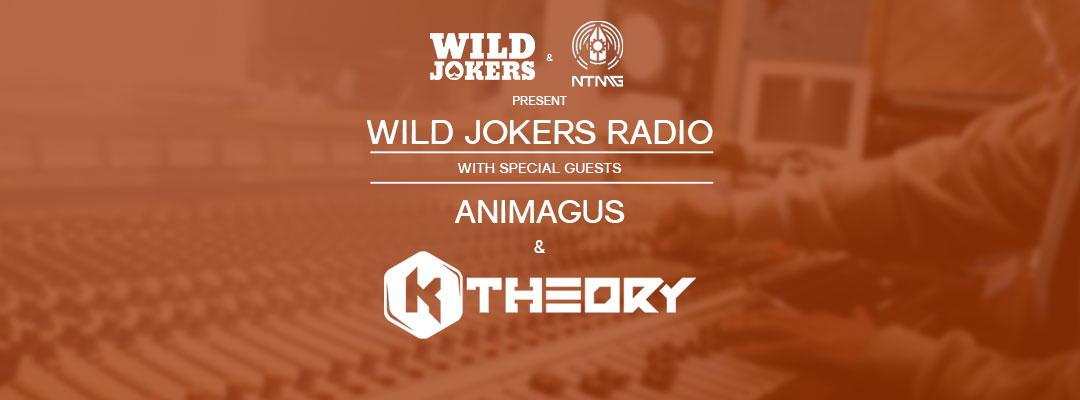 WILD JOKERS & NTMG
PRESENT
WILD JOKERS RADIO
WITH SPECIAL GUESTS
ANIMAGUS
&
K THEORY